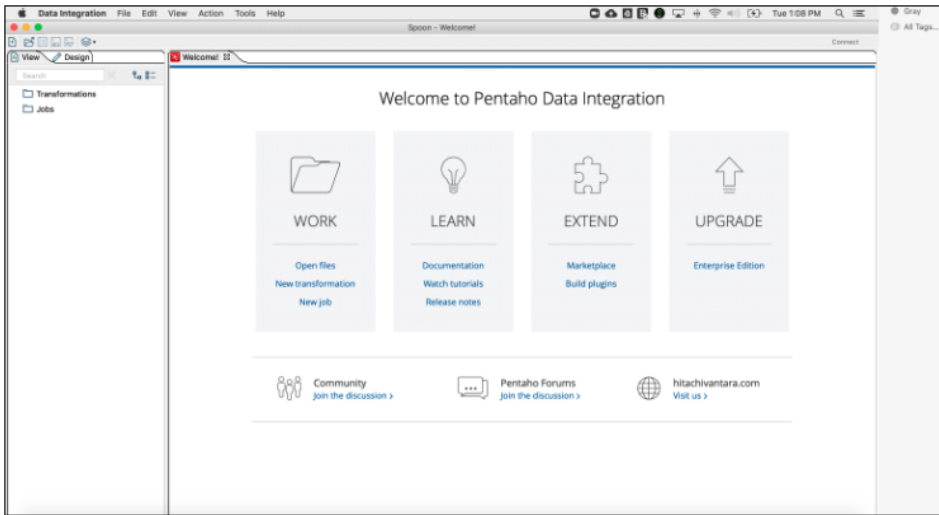 Data Integration File Edit View Action Tools Help Tue 1:08 PM
Gray
All Tags...
Spoon - Welcome!
Connect
View Design
Welcome!
Search
Transformations
Jobs
Welcome to Pentaho Data Integration
WORK
Open files
New transformation
New job
LEARN
Documentation
Watch tutorials
Release notes
EXTEND
Marketplace
Build plugins
UPGRADE
Enterprise Edition
Community
Join the discussion >
Pentaho Forums
Join the discussion >
hitachivantara.com
Visit us >